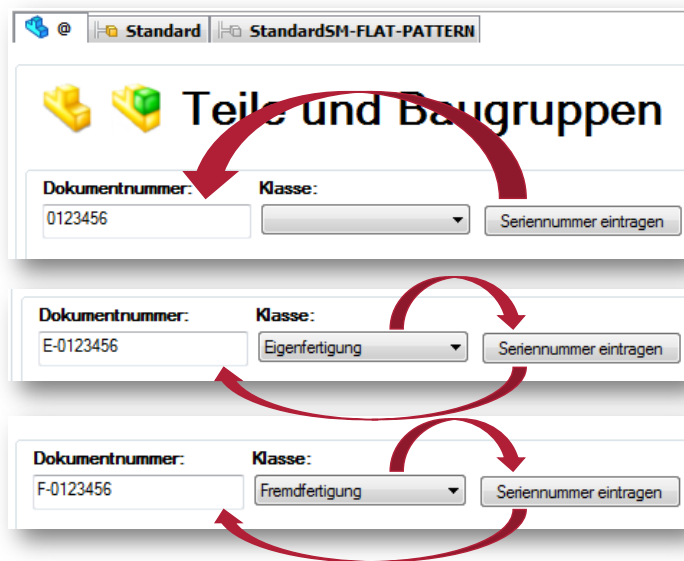 @ Standard StandardSM-FLAT-PATTERN
Teile und Baugruppen
Dokumentnummer: Klasse:
0123456 Seriennummer eintragen
Dokumentnummer: Klasse:
E-0123456 Eigenfertigung Seriennummer eintragen
Dokumentnummer: Klasse:
F-0123456 Fremdfertigung Seriennummer eintragen